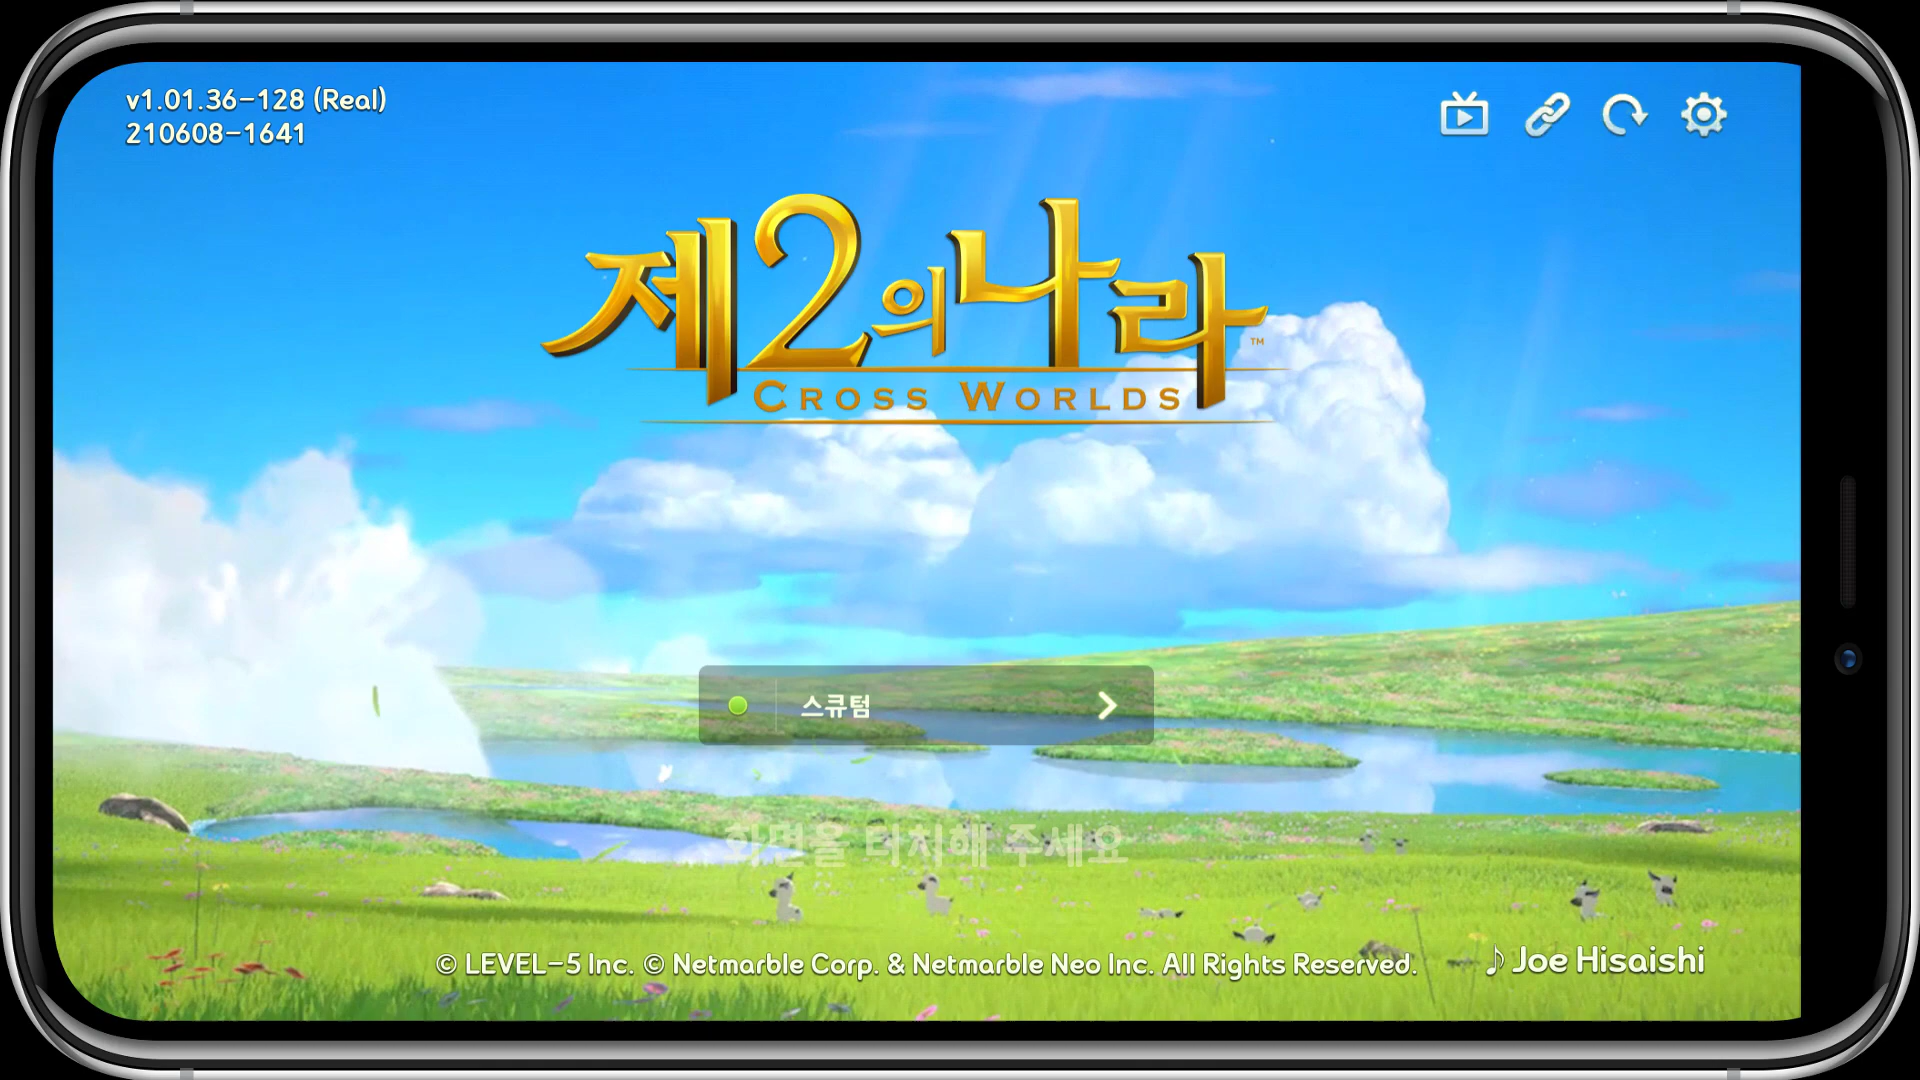 v1.01.36-128 (Real)
210608-1641
제2의나라
TM
CROSS WORLDS
스큐텀
화면을 터치해 주세요
© LEVEL-5 Inc. © Netmarble Corp. & Netmarble Neo Inc. All Rights Reserved.
♪ Joe Hisaishi